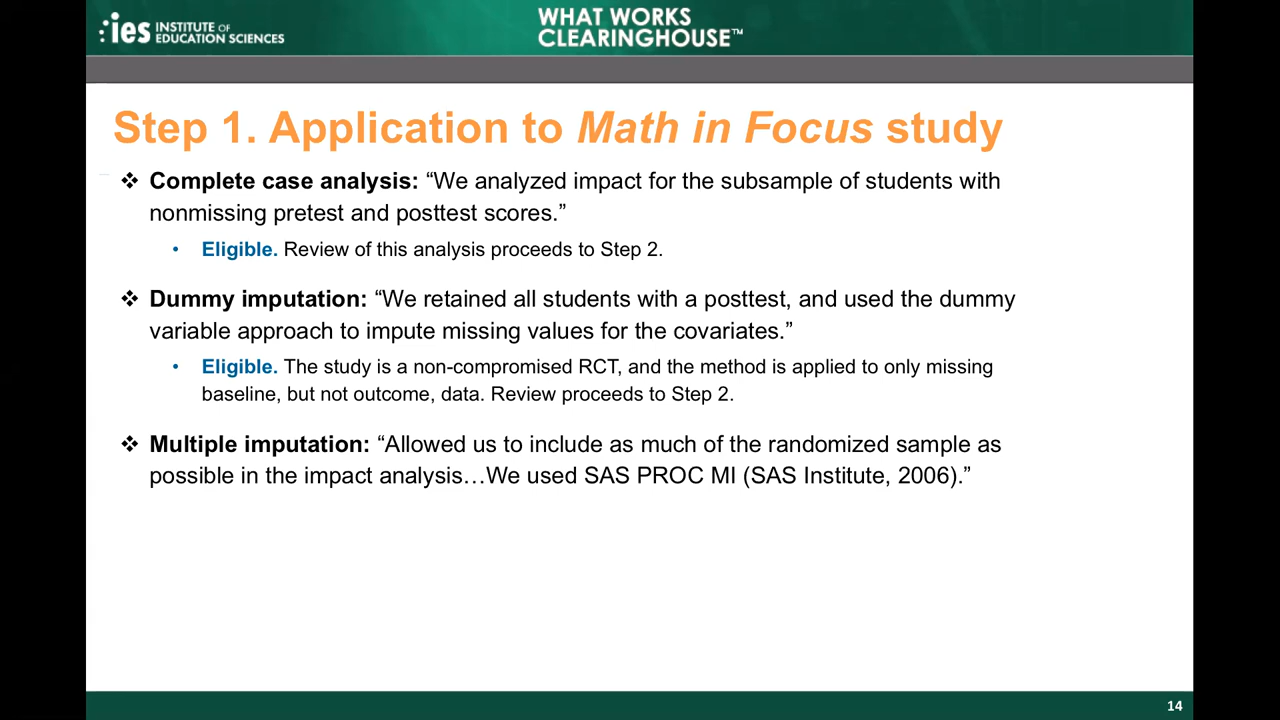 ies INSTITUTE OF
EDUCATION SCIENCES
WHAT WORKS
CLEARINGHOUSE™
Step 1. Application to Math in Focus study
❖ Complete case analysis: “We analyzed impact for the subsample of students with
nonmissing pretest and posttest scores.”
• Eligible. Review of this analysis proceeds to Step 2.
❖ Dummy imputation: “We retained all students with a posttest, and used the dummy
variable approach to impute missing values for the covariates.”
• Eligible. The study is a non-compromised RCT, and the method is applied to only missing
baseline, but not outcome, data. Review proceeds to Step 2.
❖ Multiple imputation: “Allowed us to include as much of the randomized sample as
possible in the impact analysis…We used SAS PROC MI (SAS Institute, 2006).”
14